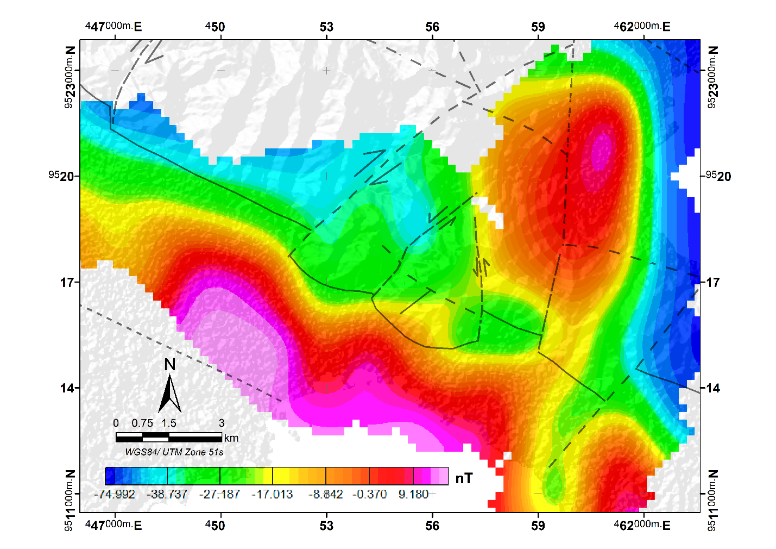 447000m.E 450 53 56 59 462000m.E
9523000m.N 9523000m.N
9520 9520
17 17
14 14
N
0 0.75 1.5 3
km
WGS84/ UTM Zone 51s
nT
-74.992 -38.737 -27.187 -17.013 -8.842 -0.370 9.180
9511000m.N 9511000m.N
447000m.E 450 53 56 59 462000m.E